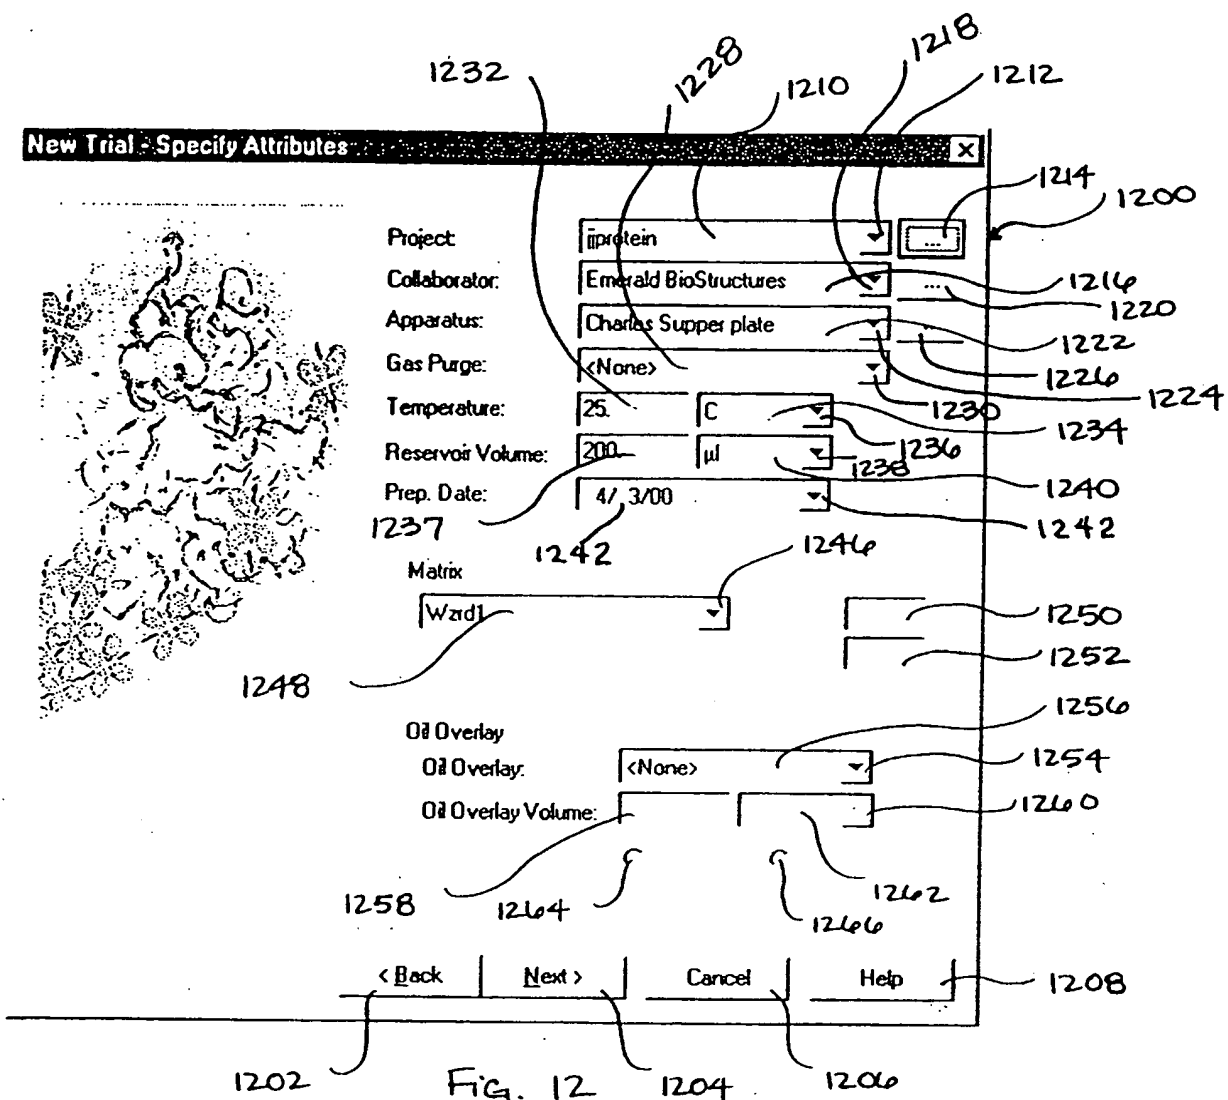 1218
1232
1228
1210
1212
New Trial - Specify Attributes
1214
1200
Project: jjprotein ...
Collaborator: Emerald BioStructures ... 1216
1220
Apparatus: Charles Supper plate 1222
1226
Gas Purge: <None> 1230 1224
Temperature: 25. C 1236 1234
Reservoir Volume: 200. µl 1238
1240
Prep. Date: 4/ 3/00 1242
1237
1242
1246
Matrix
Wzrd1
1250
1252
1248
1256
Oil Overlay
Oil Overlay: <None> 1254
Oil Overlay Volume: 1260
1258
1264
1262
1266
< Back Next > Cancel Help 1208
1202
1204
1206
FIG. 12